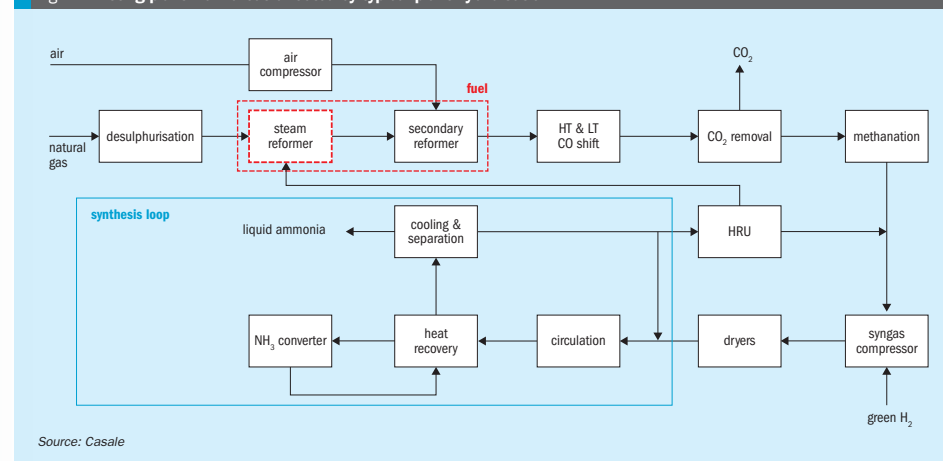 air
air
compressor
CO₂
fuel
natural
gas
desulphurisation
steam
reformer
secondary
reformer
HT & LT
CO shift
CO₂ removal
methanation
synthesis loop
liquid ammonia
cooling &
separation
HRU
NH₃ converter
heat
recovery
circulation
dryers
syngas
compressor
green H₂
Source: Casale